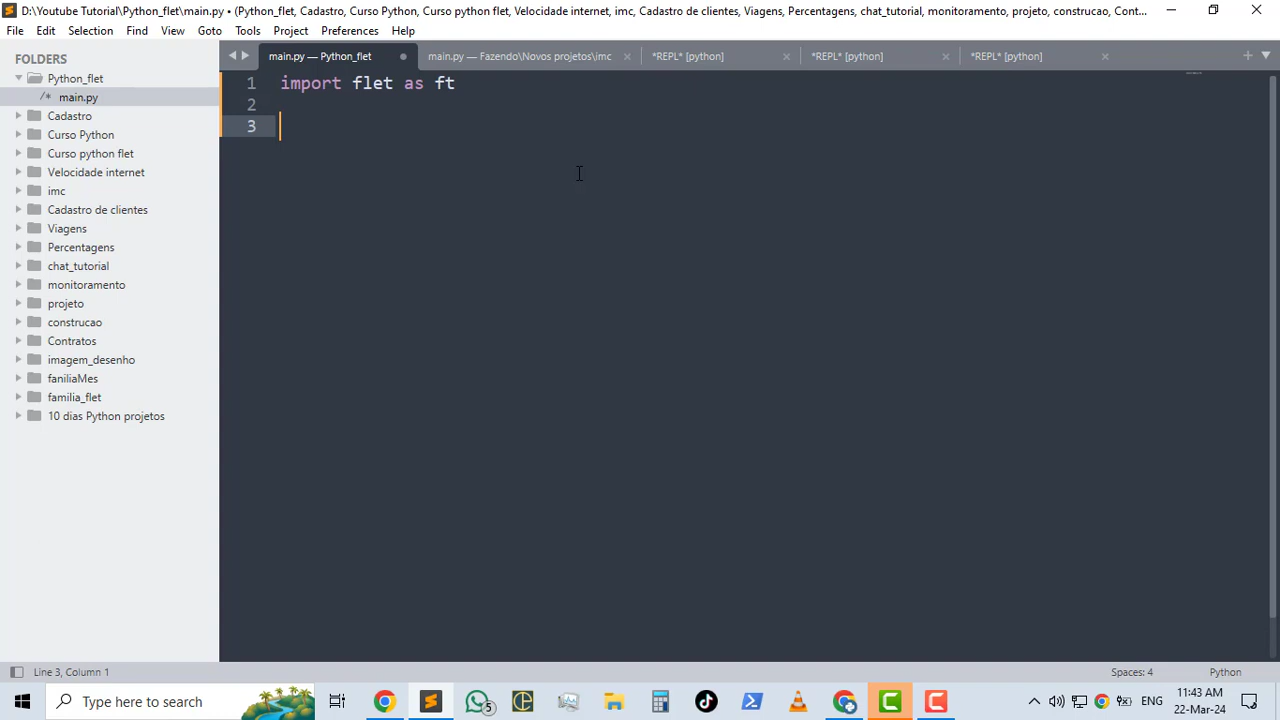 D:\Youtube Tutorial\Python_flet\main.py • (Python_flet, Cadastro, Curso Python, Curso python flet, Velocidade internet, imc, Cadastro de clientes, Viagens, Percentagens, chat_tutorial, monitoramento, projeto, construcao, Cont...
File Edit Selection Find View Goto Tools Project Preferences Help
FOLDERS
Python_flet
/* main.py
Cadastro
Curso Python
Curso python flet
Velocidade internet
imc
Cadastro de clientes
Viagens
Percentagens
chat_tutorial
monitoramento
projeto
construcao
Contratos
imagem_desenho
faniliaMes
familia_flet
10 dias Python projetos
main.py — Python_flet
main.py — Fazendo\Novos projetos\imc
*REPL* [python]
*REPL* [python]
*REPL* [python]
1 import flet as ft
2
3
Line 3, Column 1
Spaces: 4
Python
Type here to search
5
ENG
11:43 AM
22-Mar-24